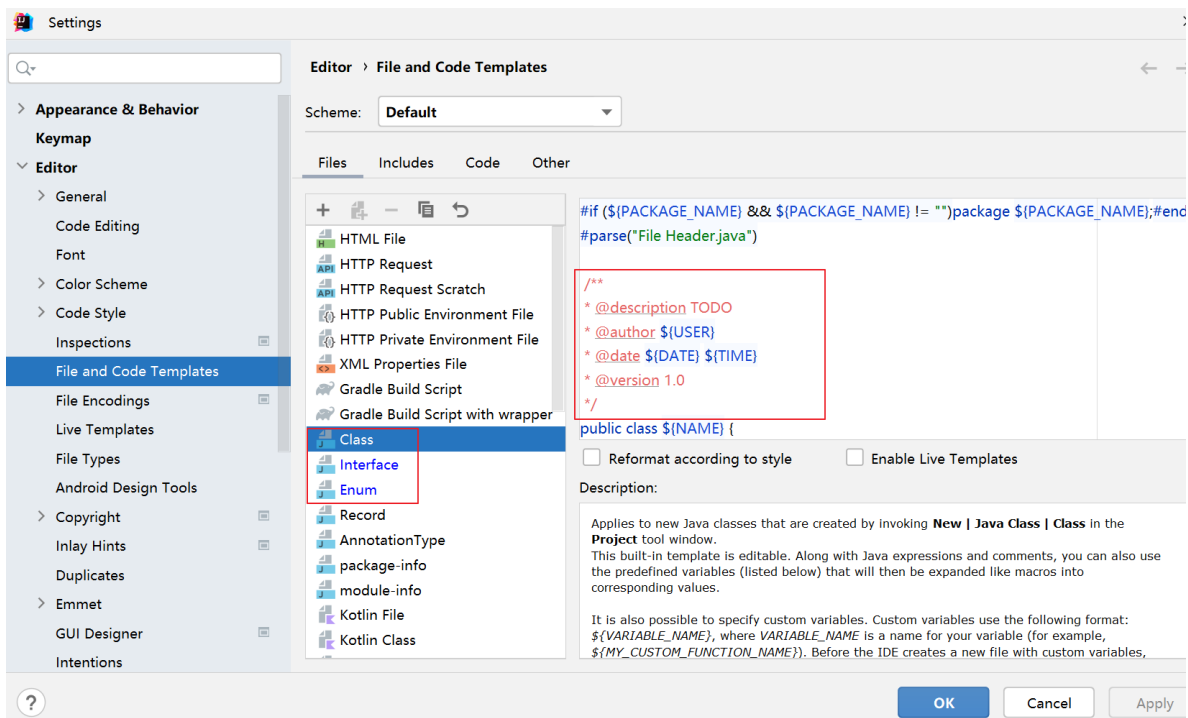 Settings
Editor › File and Code Templates
Scheme: Default
Files Includes Code Other
Appearance & Behavior
Keymap
Editor
General
Code Editing
Font
Color Scheme
Code Style
Inspections
File and Code Templates
File Encodings
Live Templates
File Types
Android Design Tools
Copyright
Inlay Hints
Duplicates
Emmet
GUI Designer
Intentions
HTML File
HTTP Request
HTTP Request Scratch
HTTP Public Environment File
HTTP Private Environment File
XML Properties File
Gradle Build Script
Gradle Build Script with wrapper
Class
Interface
Enum
Record
AnnotationType
package-info
module-info
Kotlin File
Kotlin Class
#if (${PACKAGE_NAME} && ${PACKAGE_NAME} != "")package ${PACKAGE_NAME};#end
#parse("File Header.java")
/**
* @description TODO
* @author ${USER}
* @date ${DATE} ${TIME}
* @version 1.0
*/
public class ${NAME} {
Reformat according to style Enable Live Templates
Description:
Applies to new Java classes that are created by invoking New | Java Class | Class in the
Project tool window.
This built-in template is editable. Along with Java expressions and comments, you can also use
the predefined variables (listed below) that will then be expanded like macros into
corresponding values.
It is also possible to specify custom variables. Custom variables use the following format:
${VARIABLE_NAME}, where VARIABLE_NAME is a name for your variable (for example,
${MY_CUSTOM_FUNCTION_NAME}). Before the IDE creates a new file with custom variables,
? OK Cancel Apply